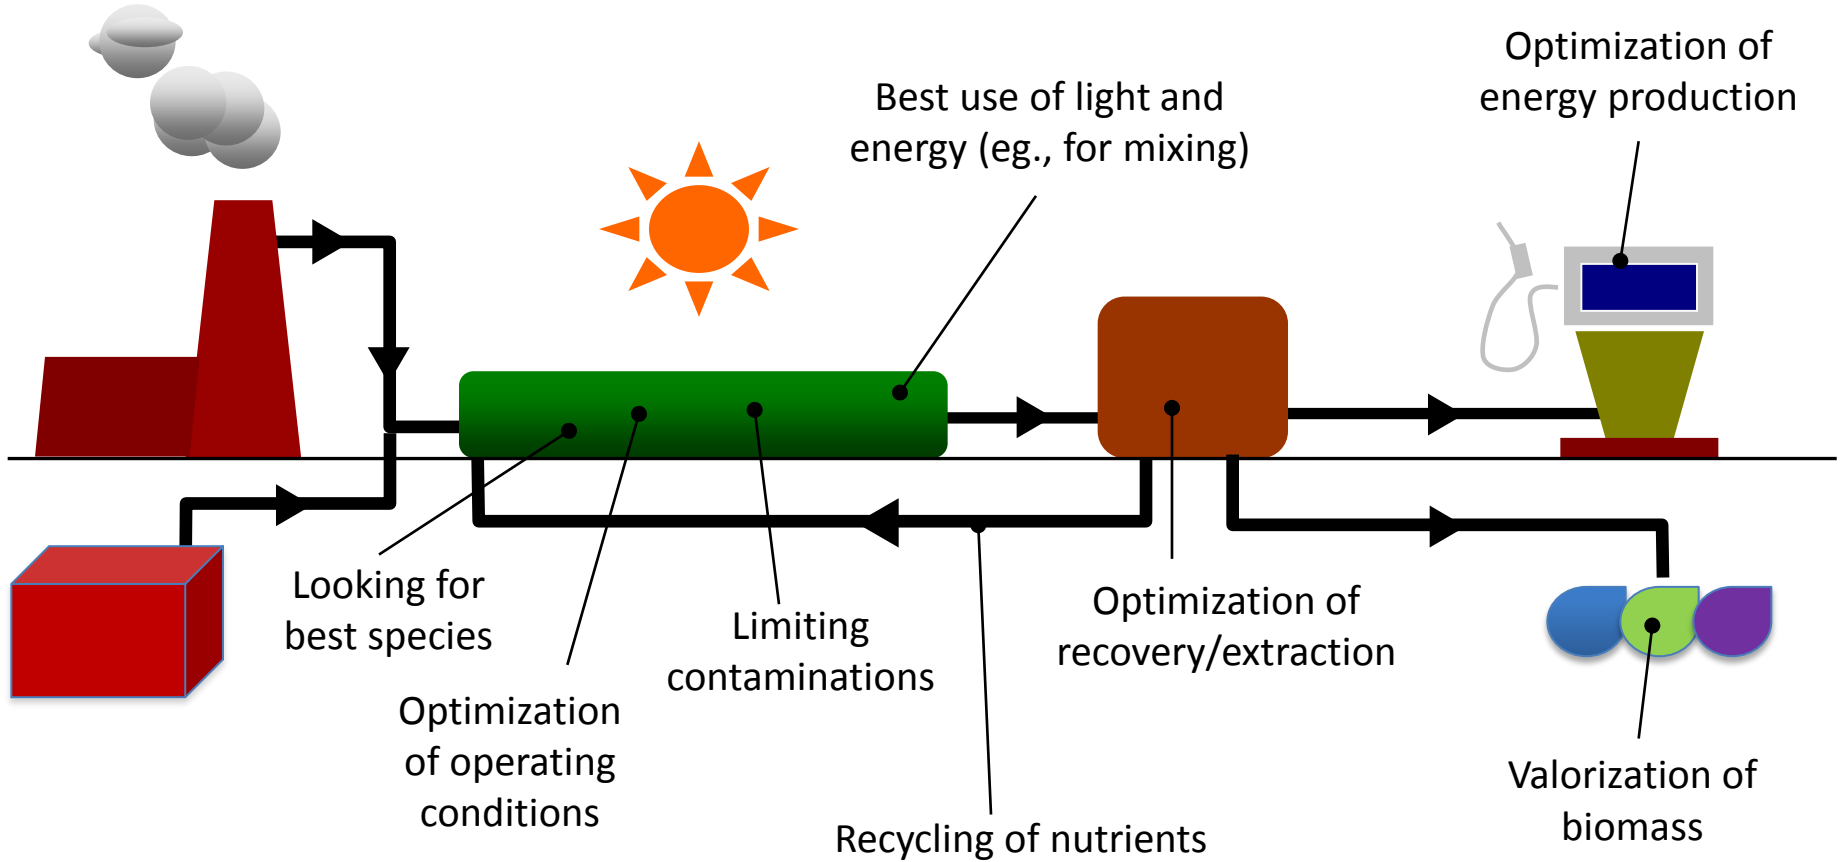 Optimization of
energy production
Best use of light and
energy (eg., for mixing)
Looking for
best species
Optimization
of operating
conditions
Limiting
contaminations
Optimization of
recovery/extraction
Recycling of nutrients
Valorization of
biomass